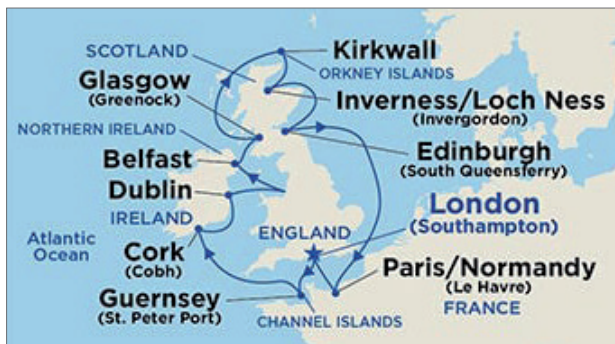 Kirkwall
ORKNEY ISLANDS
SCOTLAND
Glasgow
(Greenock)
Inverness/Loch Ness
(Invergordon)
NORTHERN IRELAND
Edinburgh
(South Queensferry)
Belfast
Dublin
IRELAND
London
(Southampton)
ENGLAND
Atlantic
Ocean
Cork
(Cobh)
Paris/Normandy
(Le Havre)
FRANCE
Guernsey
(St. Peter Port)
CHANNEL ISLANDS